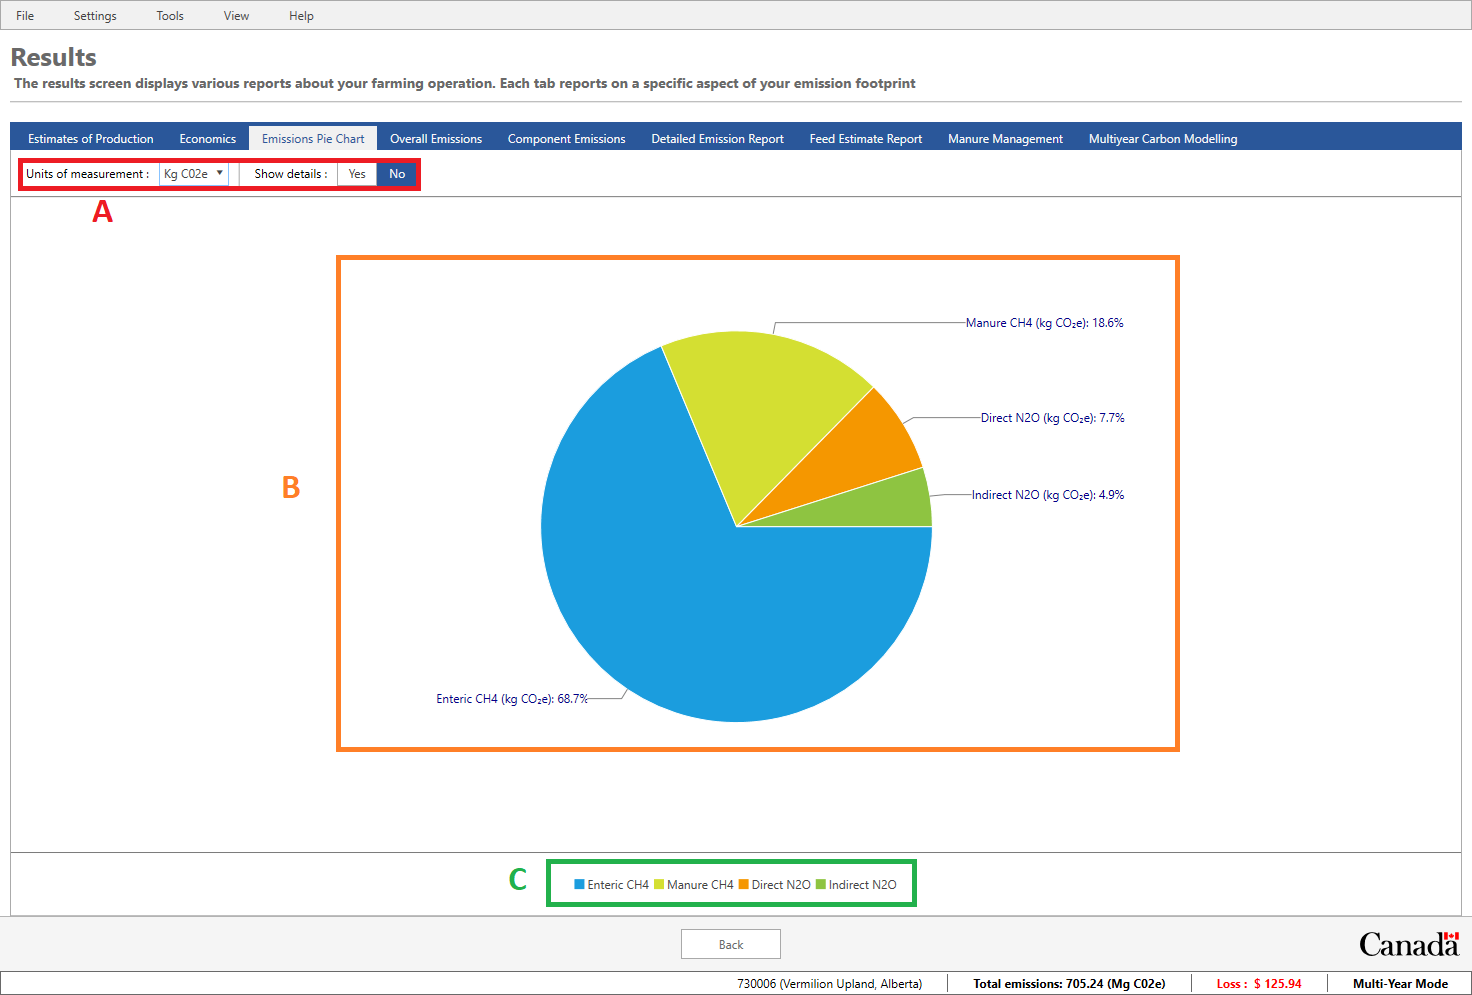 File Settings Tools View Help
Results
The results screen displays various reports about your farming operation. Each tab reports on a specific aspect of your emission footprint
Estimates of Production Economics Emissions Pie Chart Overall Emissions Component Emissions Detailed Emission Report Feed Estimate Report Manure Management Multiyear Carbon Modelling
Units of measurement : Kg C02e Show details : Yes No
A
Manure CH4 (kg CO₂e): 18.6%
Direct N2O (kg CO₂e): 7.7%
B
Indirect N2O (kg CO₂e): 4.9%
Enteric CH4 (kg CO₂e): 68.7%
C
Enteric CH4 Manure CH4 Direct N2O Indirect N2O
Back
Canada
730006 (Vermilion Upland, Alberta) Total emissions: 705.24 (Mg C02e) Loss : $ 125.94 Multi-Year Mode